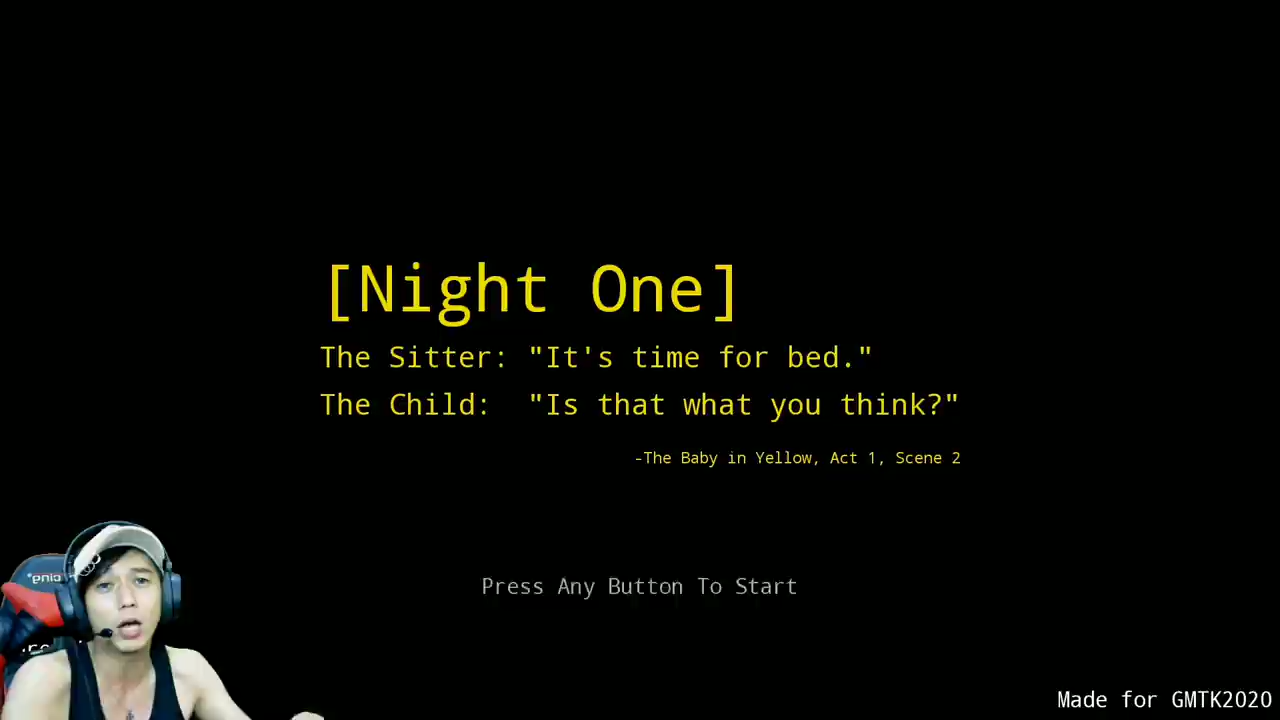 [Night One]
The Sitter: "It's time for bed."
The Child: "Is that what you think?"
-The Baby in Yellow, Act 1, Scene 2
Press Any Button To Start
Made for GMTK2020